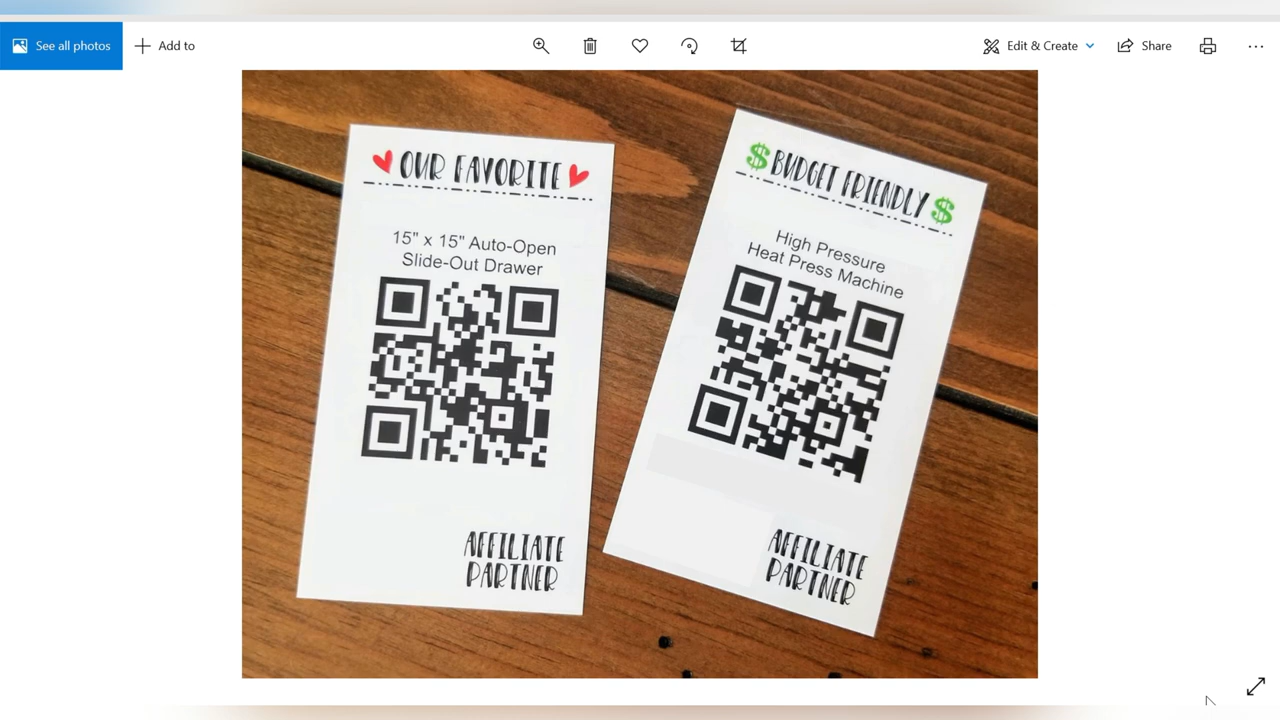 See all photos
Add to
Edit & Create
Share
OUR FAVORITE
15" x 15" Auto-Open
Slide-Out Drawer
AFFILIATE
PARTNER
$ BUDGET FRIENDLY $
High Pressure
Heat Press Machine
AFFILIATE
PARTNER